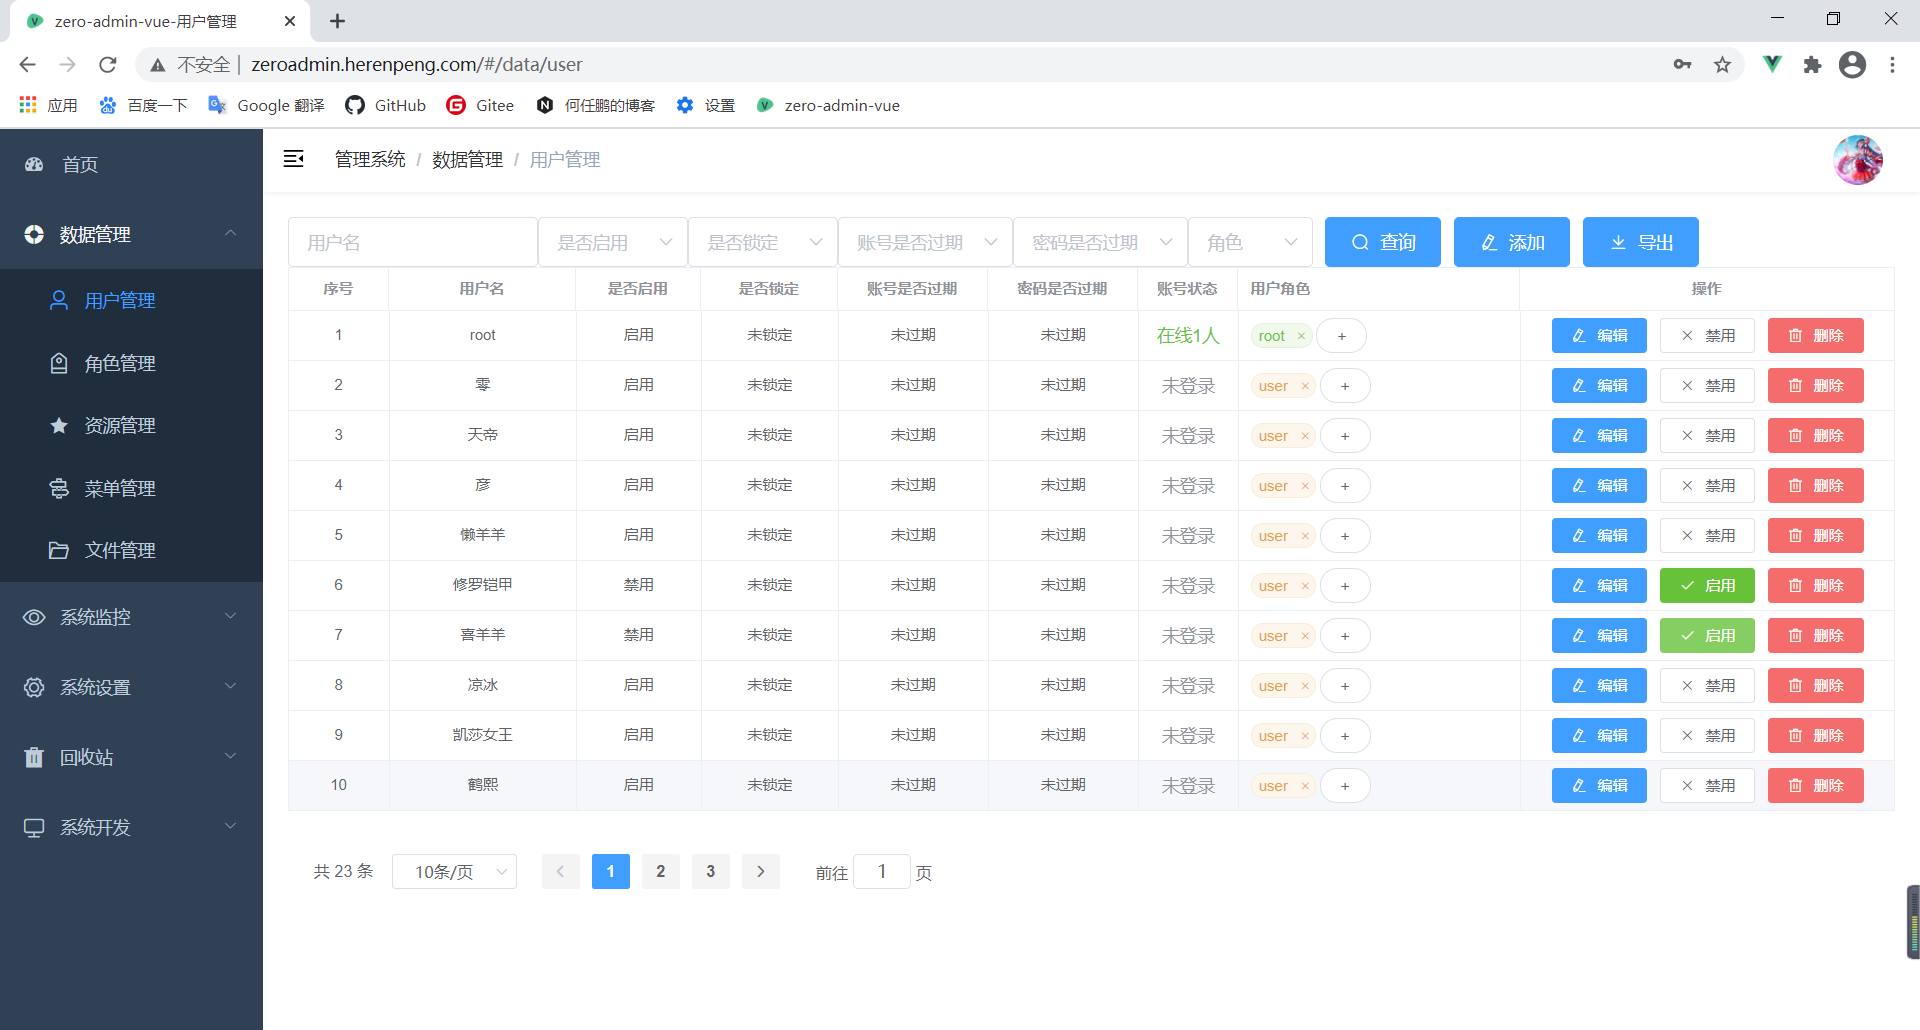 zero-admin-vue-用户管理
不安全 | zeroadmin.herenpeng.com/#/data/user
应用 百度一下 Google 翻译 GitHub Gitee 何任鹏的博客 设置 zero-admin-vue
首页
数据管理
用户管理
角色管理
资源管理
菜单管理
文件管理
系统监控
系统设置
回收站
系统开发
管理系统 / 数据管理 / 用户管理
用户名 是否启用 是否锁定 账号是否过期 密码是否过期 角色 查询 添加 导出
序号 用户名 是否启用 是否锁定 账号是否过期 密码是否过期 账号状态 用户角色 操作
1 root 启用 未锁定 未过期 未过期 在线1人 root × + 编辑 禁用 删除
2 零 启用 未锁定 未过期 未过期 未登录 user × + 编辑 禁用 删除
3 天帝 启用 未锁定 未过期 未过期 未登录 user × + 编辑 禁用 删除
4 彦 启用 未锁定 未过期 未过期 未登录 user × + 编辑 禁用 删除
5 懒羊羊 启用 未锁定 未过期 未过期 未登录 user × + 编辑 禁用 删除
6 修罗铠甲 禁用 未锁定 未过期 未过期 未登录 user × + 编辑 启用 删除
7 喜羊羊 禁用 未锁定 未过期 未过期 未登录 user × + 编辑 启用 删除
8 凉冰 启用 未锁定 未过期 未过期 未登录 user × + 编辑 禁用 删除
9 凯莎女王 启用 未锁定 未过期 未过期 未登录 user × + 编辑 禁用 删除
10 鹤熙 启用 未锁定 未过期 未过期 未登录 user × + 编辑 禁用 删除
共 23 条 10条/页 1 2 3 前往 1 页